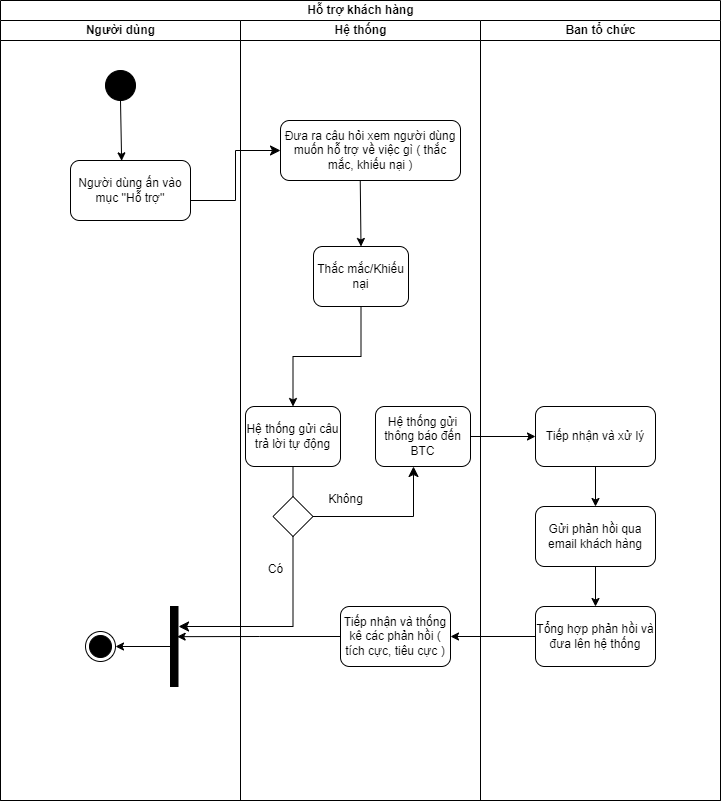 Hỗ trợ khách hàng
Người dùng
Hệ thống
Ban tổ chức
Người dùng ấn vào
mục "Hỗ trợ"
Đưa ra câu hỏi xem người dùng
muốn hỗ trợ về việc gì ( thắc
mắc, khiếu nại )
Thắc mắc/Khiếu
nại
Hệ thống gửi câu
trả lời tự động
Hệ thống gửi
thông báo đến
BTC
Tiếp nhận và xử lý
Không
Có
Gửi phản hồi qua
email khách hàng
Tổng hợp phản hồi và
đưa lên hệ thống
Tiếp nhận và thống
kê các phản hồi (
tích cực, tiêu cực )